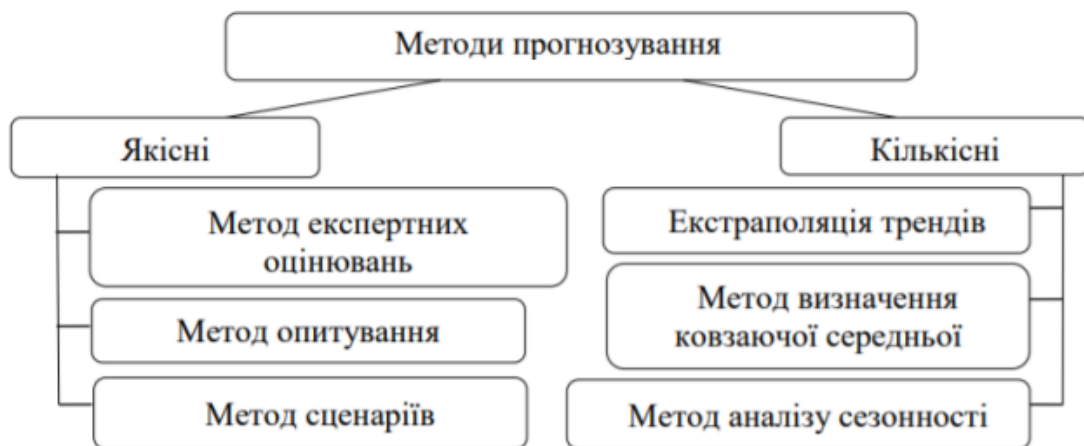 Методи прогнозування
Якісні
Кількісні
Метод експертних
оцінювань
Метод опитування
Метод сценаріїв
Екстраполяція трендів
Метод визначення
ковзаючої середньої
Метод аналізу сезонності